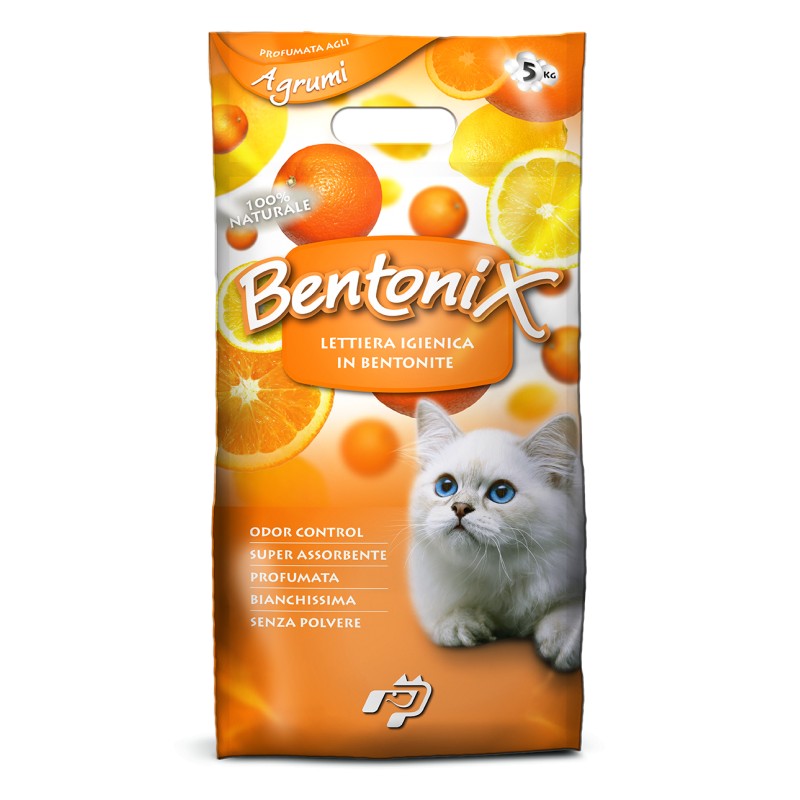 PROFUMATA AGLI
Agrumi
5 KG
100%
NATURALE
BentoniX
LETTIERA IGIENICA
IN BENTONITE
ODOR CONTROL
SUPER ASSORBENTE
PROFUMATA
BIANCHISSIMA
SENZA POLVERE